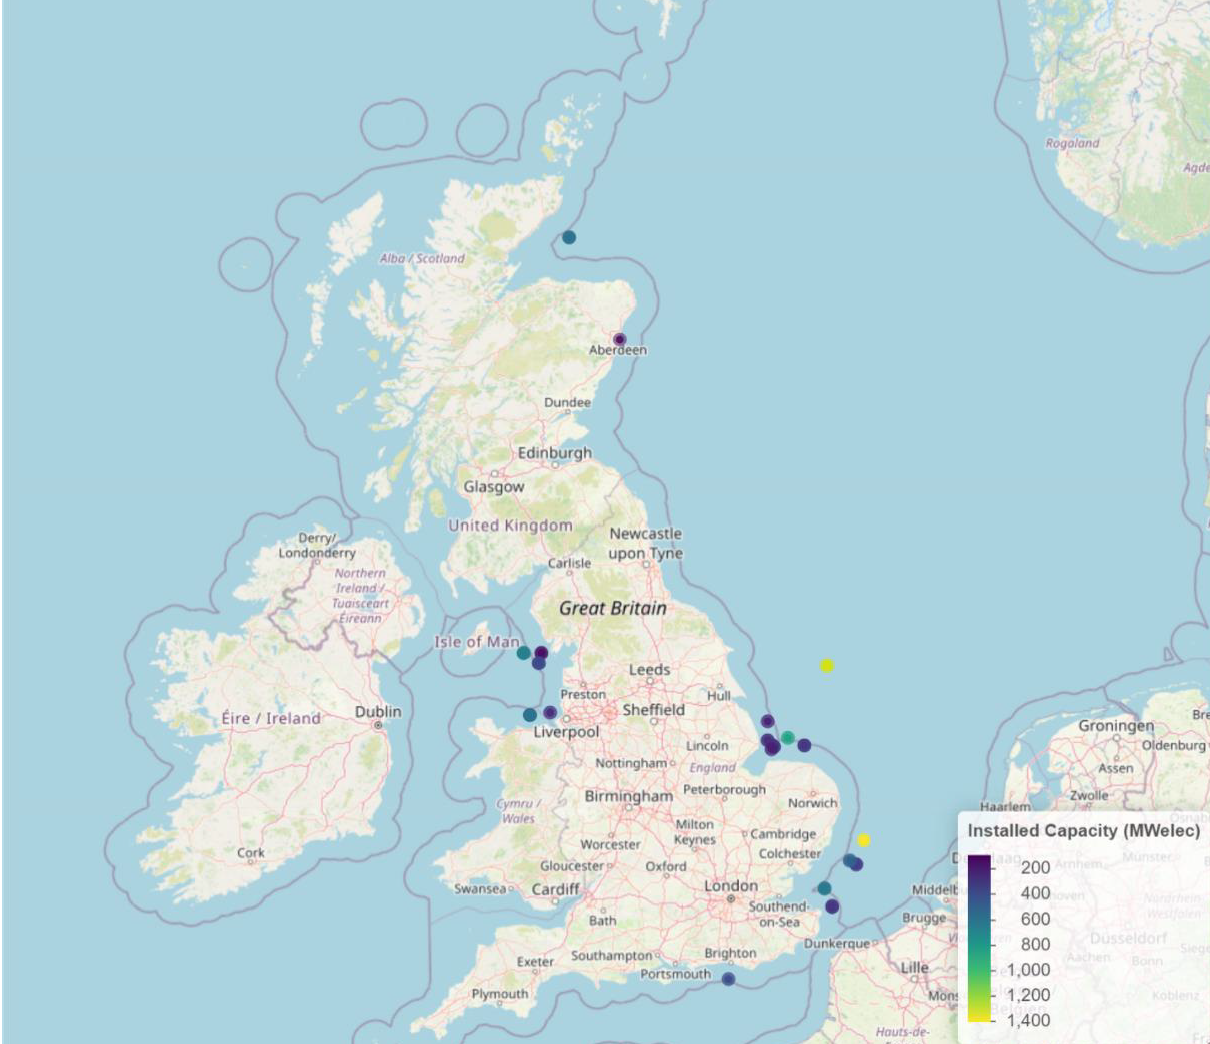 Rogaland
Agde
Alba / Scotland
Aberdeen
Dundee
Edinburgh
Glasgow
United Kingdom
Newcastle
upon Tyne
Derry/
Londonderry
Carlisle
Northern
Ireland /
Tuaisceart
Éireann
Great Britain
Isle of Man
Leeds
Preston
Hull
Sheffield
Éire / Ireland
Dublin
Liverpool
Groningen
Bre
Lincoln
Oldenburg
Nottingham
England
Assen
Peterborough
Zwolle
Birmingham
Norwich
Haarlem
Cymru /
Wales
Milton
Keynes
Cambridge
Worcester
Colchester
Cork
Gloucester
Oxford
Arnhem
Münster
Swansea
Cardiff
London
Middelb
Southend-
on-Sea
Bath
Brugge
Nordrhein-
Westfalen
Düsseldorf
Dunkerque
Southampton
Brighton
Aachen
Bonn
Siege
Exeter
Portsmouth
Lille
Plymouth
Mons
Koblenz
Hauts-de-
Installed Capacity (MWelec)
200
400
600
800
1,000
1,200
1,400